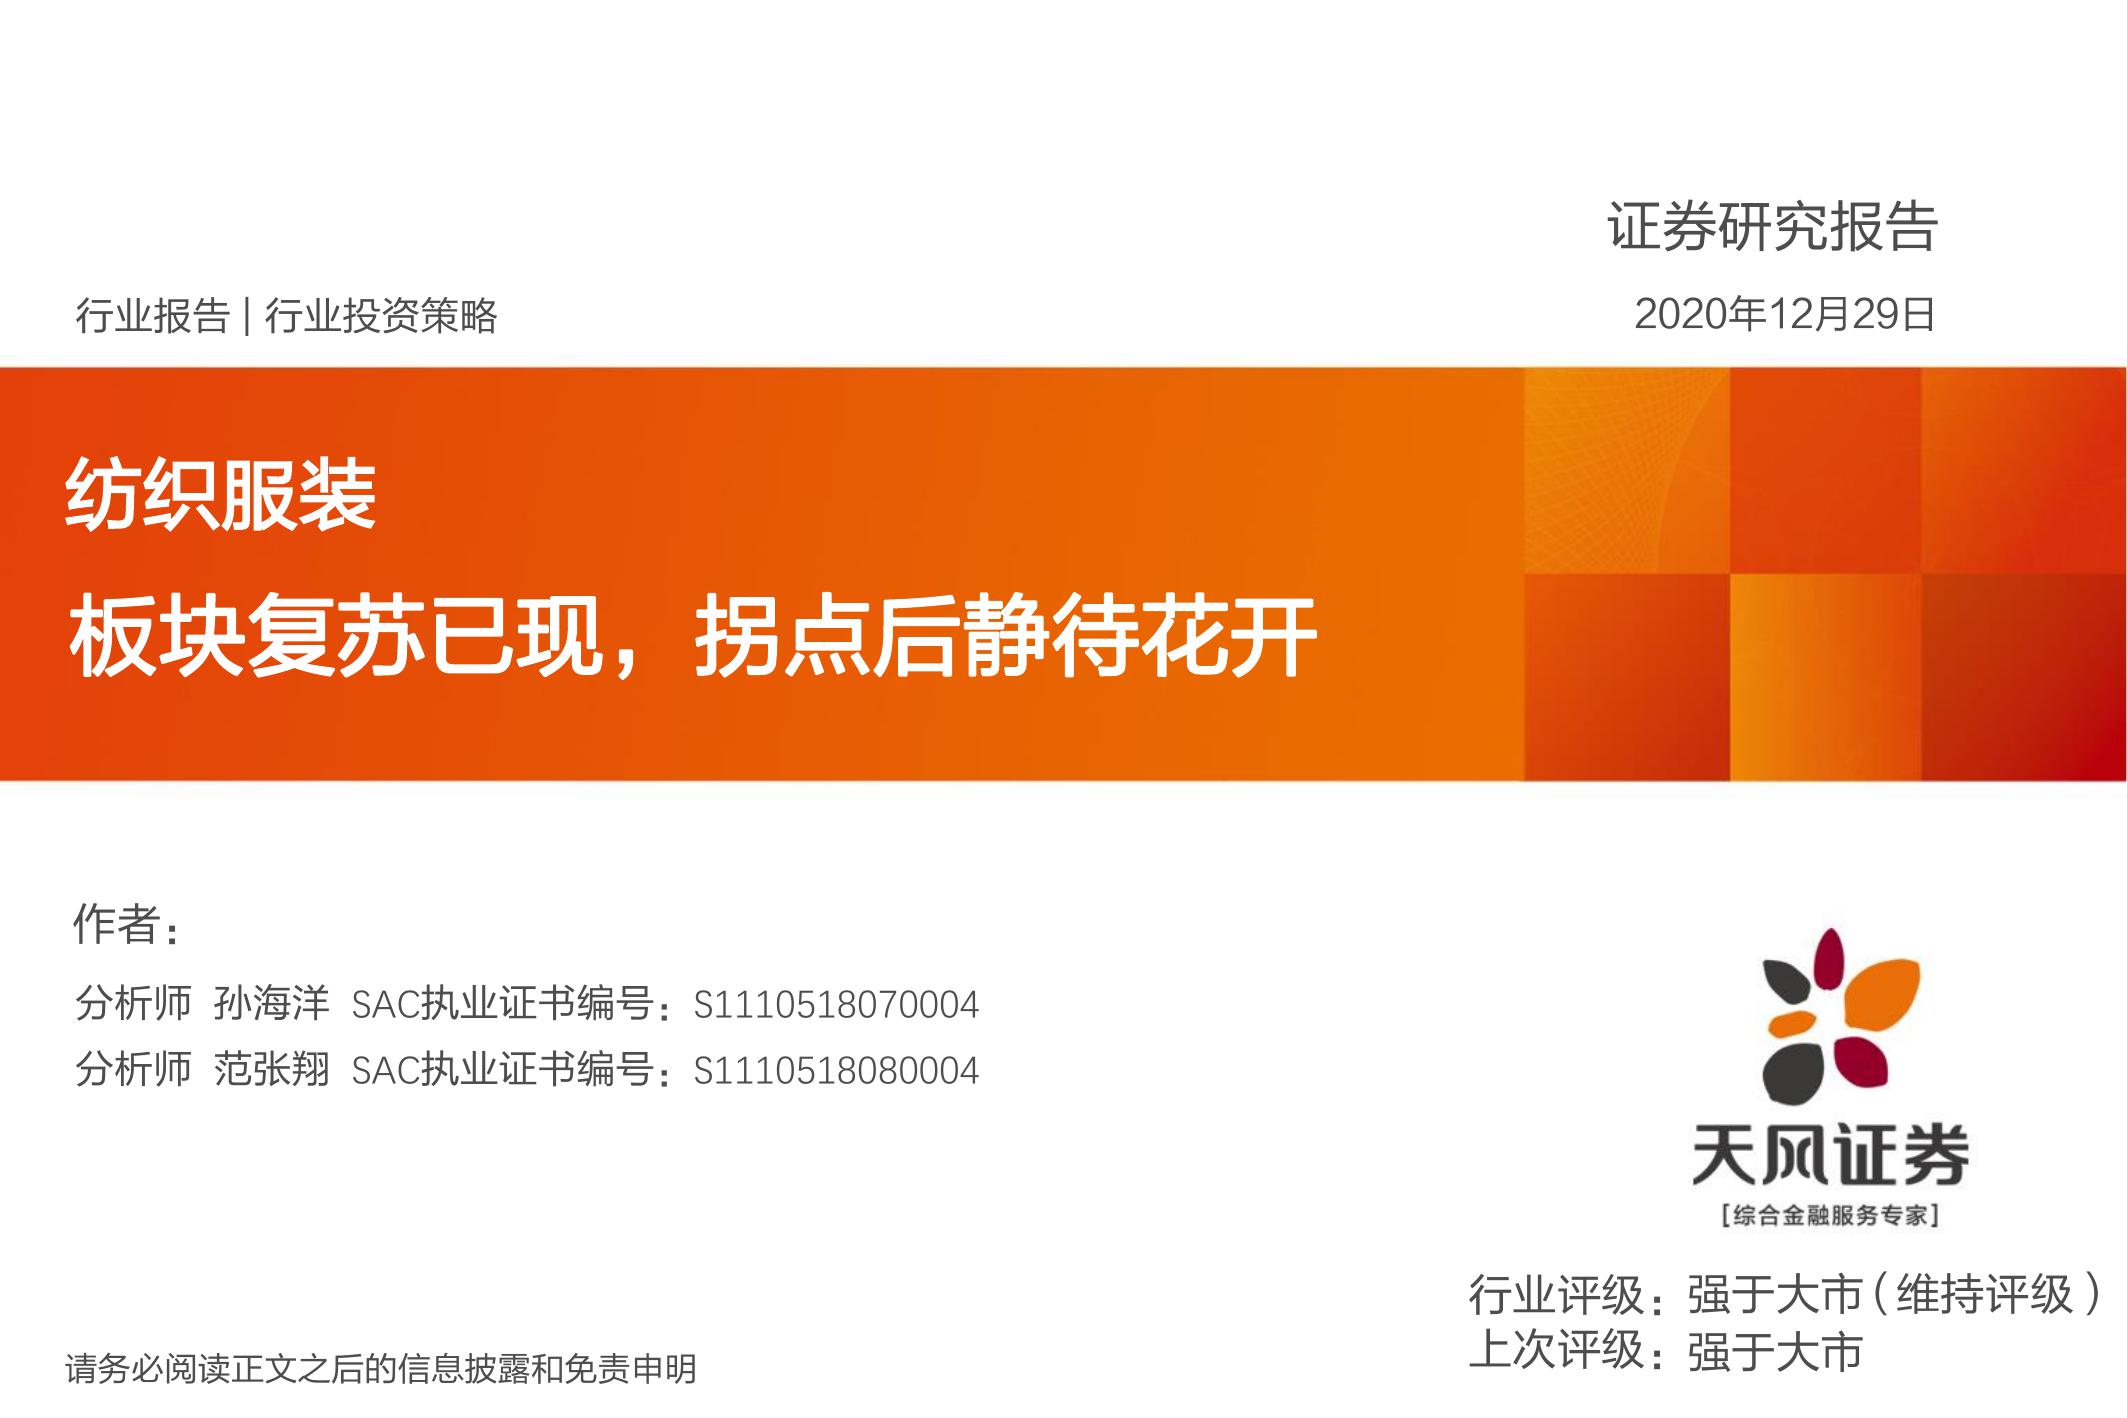 证券研究报告
行业报告 | 行业投资策略
2020年12月29日
纺织服装
板块复苏已现，拐点后静待花开
作者：
分析师 孙海洋 SAC执业证书编号：S1110518070004
分析师 范张翔 SAC执业证书编号：S1110518080004
天风证券
[综合金融服务专家]
行业评级：强于大市（维持评级）
上次评级：强于大市
请务必阅读正文之后的信息披露和免责申明